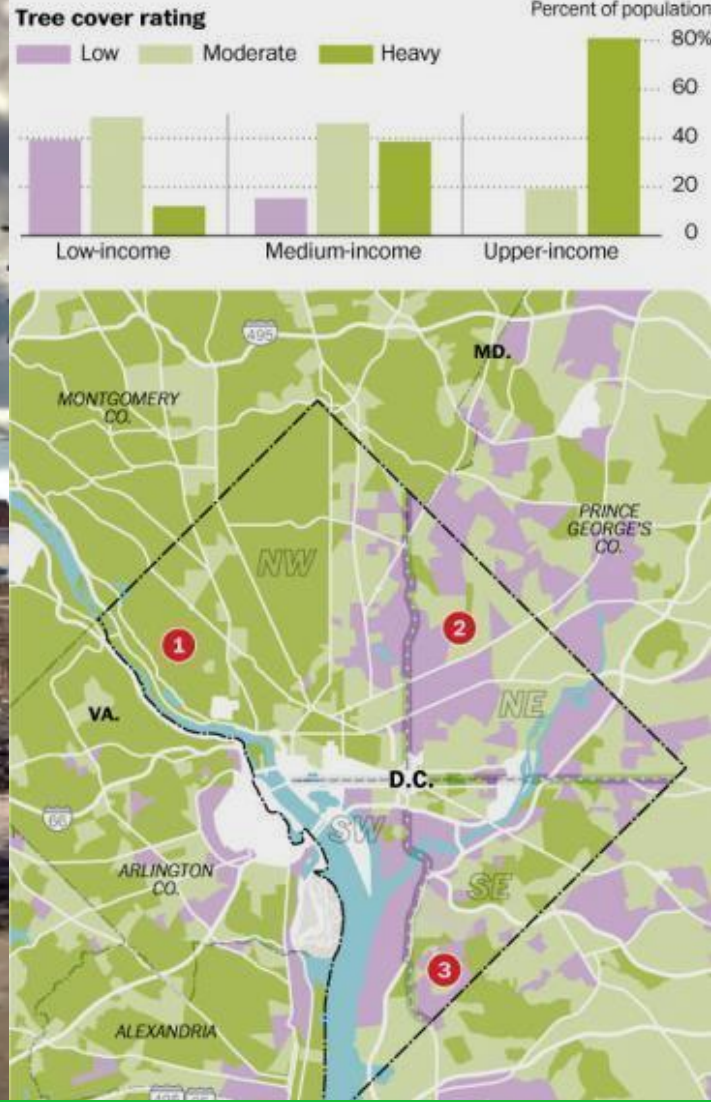 Tree cover rating
Percent of population
Low Moderate Heavy
80%
60
40
20
0
Low-income Medium-income Upper-income
495
MD.
MONTGOMERY
CO.
PRINCE
GEORGE'S
CO.
NW
1
2
NE
VA.
D.C.
66
SW
ARLINGTON
CO.
SE
3
ALEXANDRIA